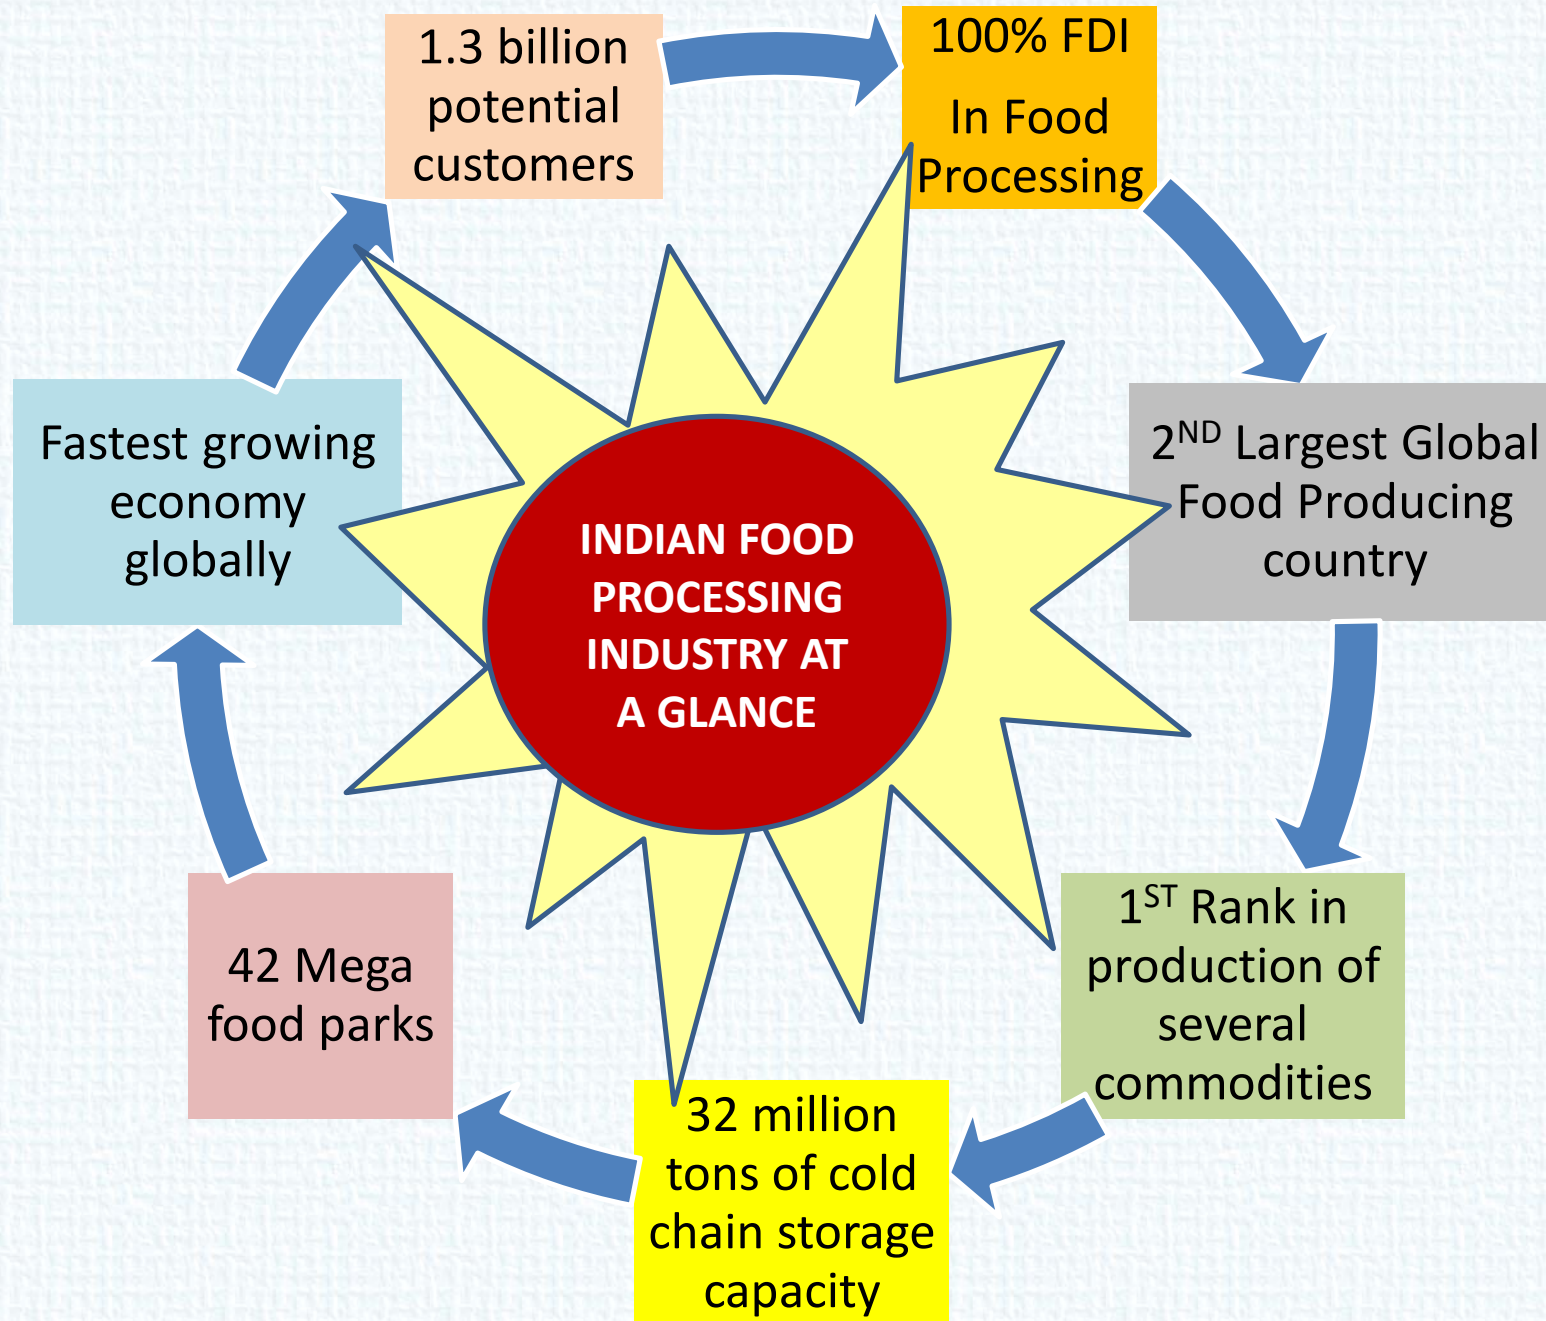 1.3 billion
potential
customers
100% FDI
In Food
Processing
2ND Largest Global
Food Producing
country
1ST Rank in
production of
several
commodities
32 million
tons of cold
chain storage
capacity
42 Mega
food parks
Fastest growing
economy
globally
INDIAN FOOD
PROCESSING
INDUSTRY AT
A GLANCE